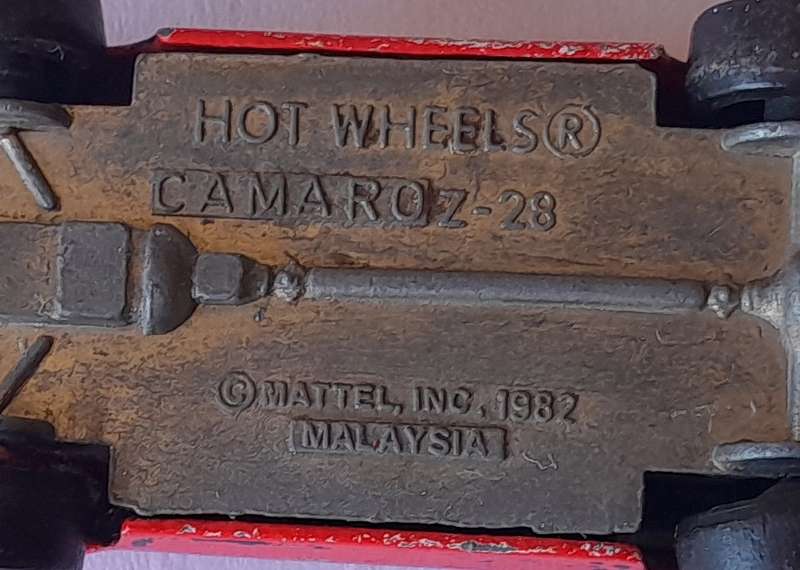 HOT WHEELS®
CAMARO Z-28
© MATTEL, INC. 1982
MALAYSIA